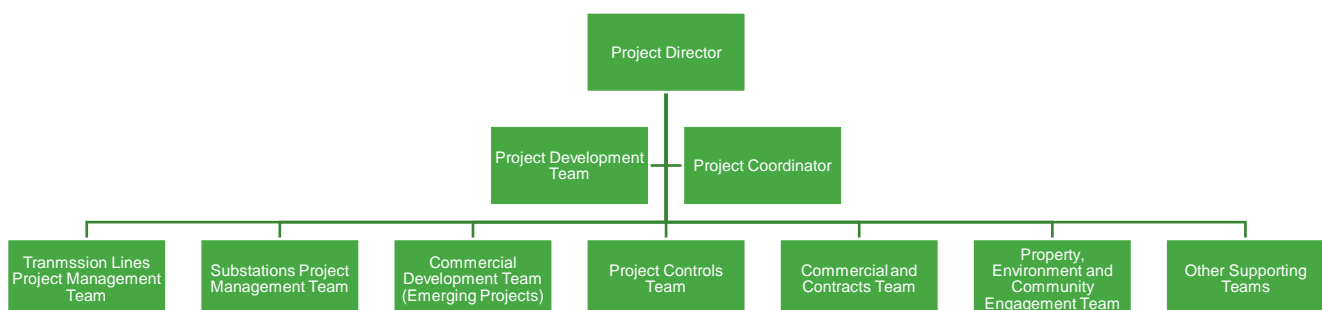 Project Director
Project Development
Team
Project Coordinator
Tranmssion Lines
Project Management
Team
Substations Project
Management Team
Commercial
Development Team
(Emerging Projects)
Project Controls
Team
Commercial and
Contracts Team
Property,
Environment and
Community
Engagement Team
Other Supporting
Teams